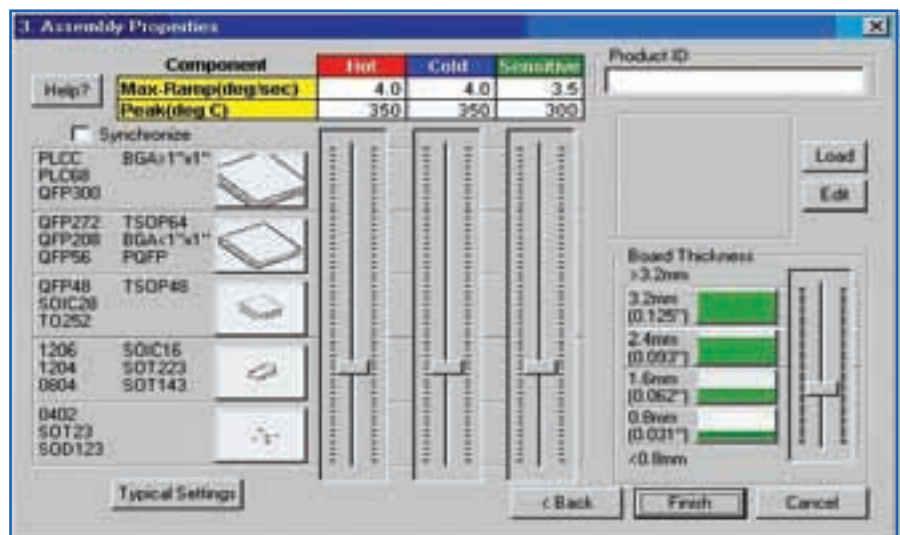 3. Assembly Properties
Component Hot Cold Sensitive
Help? Max-Ramp(deg/sec) 4.0 4.0 3.5
Peak(deg C) 350 350 300
Synchronize
PLCC BGA>1"x1"
PLC68
QFP300
QFP272 TSOP64
QFP208 BGA<1"x1"
QFP56 PQFP
QFP48 TSOP48
SOIC28
TO252
1206 SOIC16
1204 SOT223
0804 SOT143
0402
SOT23
SOD123
Typical Settings
Product ID
Load
Edit
Board Thickness
>3.2mm
3.2mm
(0.125")
2.4mm
(0.093")
1.6mm
(0.062")
0.8mm
(0.031")
<0.8mm
< Back Finish Cancel